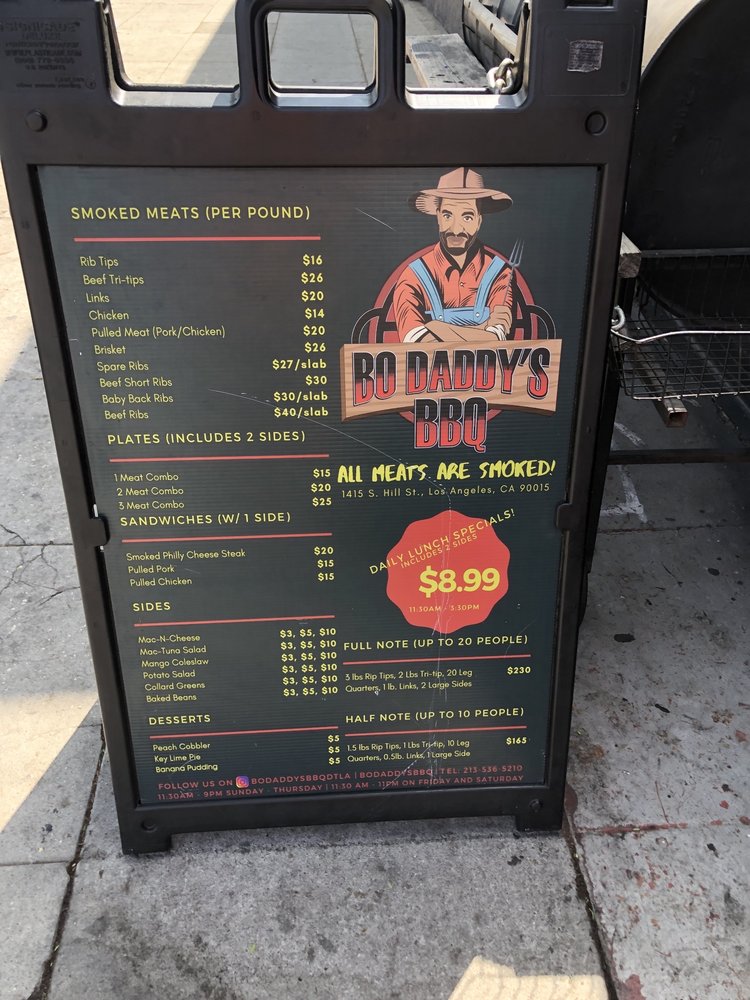 SMOKED MEATS (PER POUND)
Rib Tips $16
Beef Tri-tips $26
Links $20
Chicken $14
Pulled Meat (Pork/Chicken) $20
Brisket $26
Spare Ribs $27/slab
Beef Short Ribs $30
Baby Back Ribs $30/slab
Beef Ribs $40/slab
PLATES (INCLUDES 2 SIDES)
1 Meat Combo $15
2 Meat Combo $20
3 Meat Combo $25
SANDWICHES (W/ 1 SIDE)
Smoked Philly Cheese Steak $20
Pulled Pork $15
Pulled Chicken $15
SIDES
Mac-N-Cheese $3, $5, $10
Mac-Tuna Salad $3, $5, $10
Mango Coleslaw $3, $5, $10
Potato Salad $3, $5, $10
Collard Greens $3, $5, $10
Baked Beans $3, $5, $10
DESSERTS
Peach Cobbler $5
Key Lime Pie $5
Banana Pudding $5
BO DADDY'S
BBQ
ALL MEATS ARE SMOKED!
1415 S. Hill St., Los Angeles, CA 90015
DAILY LUNCH SPECIALS!
INCLUDES 2 SIDES
$8.99
11:30AM - 3:30PM
FULL NOTE (UP TO 20 PEOPLE)
3 lbs Rip Tips, 2 Lbs Tri-tip, 20 Leg $230
Quarters, 1 lb. Links, 2 Large Sides
HALF NOTE (UP TO 10 PEOPLE)
1.5 lbs Rip Tips, 1 Lbs Tri-tip, 10 Leg $165
Quarters, 0.5lb. Links, 1 Large Side
FOLLOW US ON BODADDYSBBQDTLA | BODADDYSBBQ | TEL: 213-536-5210
11:30AM - 9PM SUNDAY - THURSDAY | 11:30 AM - 11PM ON FRIDAY AND SATURDAY